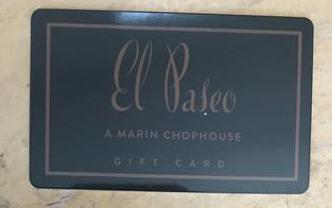 El Paseo
A MARIN CHOPHOUSE
GIFT CARD